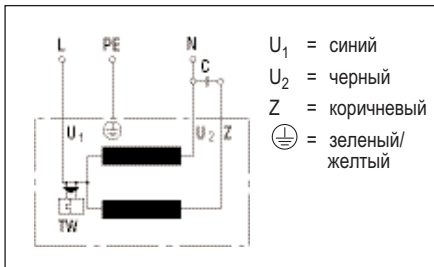 L PE N
C
U₁ U₂ Z
TW
U₁ = синий
U₂ = черный
Z = коричневый
= зеленый/
желтый